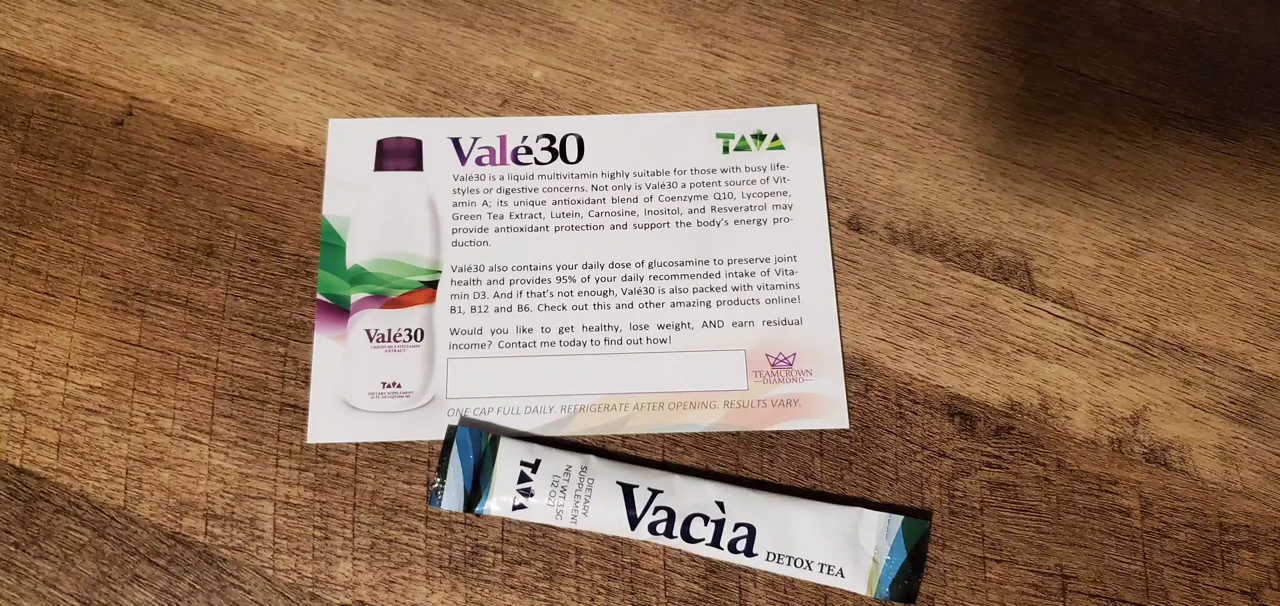 Valé30
TAVA
Valé30 is a liquid multivitamin highly suitable for those with busy life-
styles or digestive concerns. Not only is Valé30 a potent source of Vit-
amin A; its unique antioxidant blend of Coenzyme Q10, Lycopene,
Green Tea Extract, Lutein, Carnosine, Inositol, and Resveratrol may
provide antioxidant protection and support the body's energy pro-
duction.
Valé30 also contains your daily dose of glucosamine to preserve joint
health and provides 95% of your daily recommended intake of Vita-
min D3. And if that's not enough, Valé30 is also packed with vitamins
B1, B12 and B6. Check out this and other amazing products online!
Would you like to get healthy, lose weight, AND earn residual
income? Contact me today to find out how!
TEAMCROWN
—DIAMOND—
ONE CAP FULL DAILY. REFRIGERATE AFTER OPENING. RESULTS VARY.
Valé30
LIQUID MULTIVITAMIN
EXTRACT
TAVA
DIETARY SUPPLEMENT
TAVA
DIETARY
SUPPLEMENT
NET WT 3.5G
(.12 OZ)
Vacìa
DETOX TEA